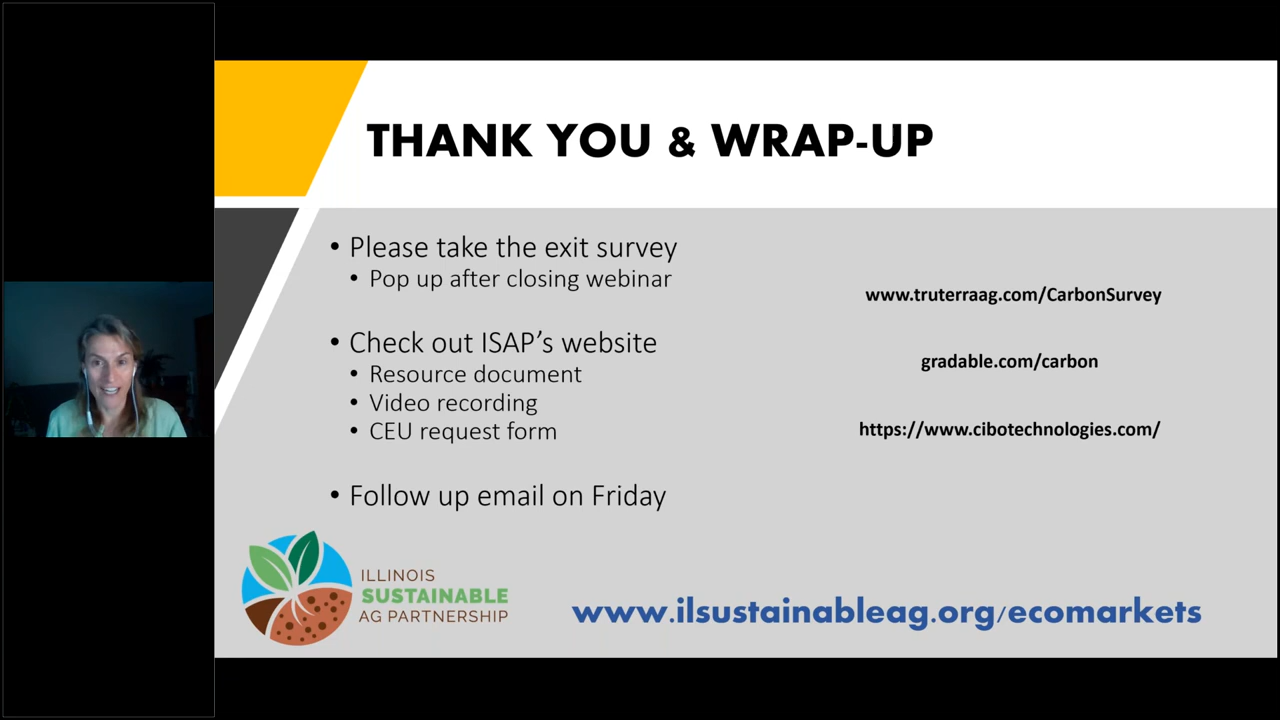 THANK YOU & WRAP-UP
• Please take the exit survey
• Pop up after closing webinar
• Check out ISAP’s website
• Resource document
• Video recording
• CEU request form
• Follow up email on Friday
www.truterraag.com/CarbonSurvey
gradable.com/carbon
https://www.cibotechnologies.com/
ILLINOIS
SUSTAINABLE
AG PARTNERSHIP
www.ilsustainableag.org/ecomarkets